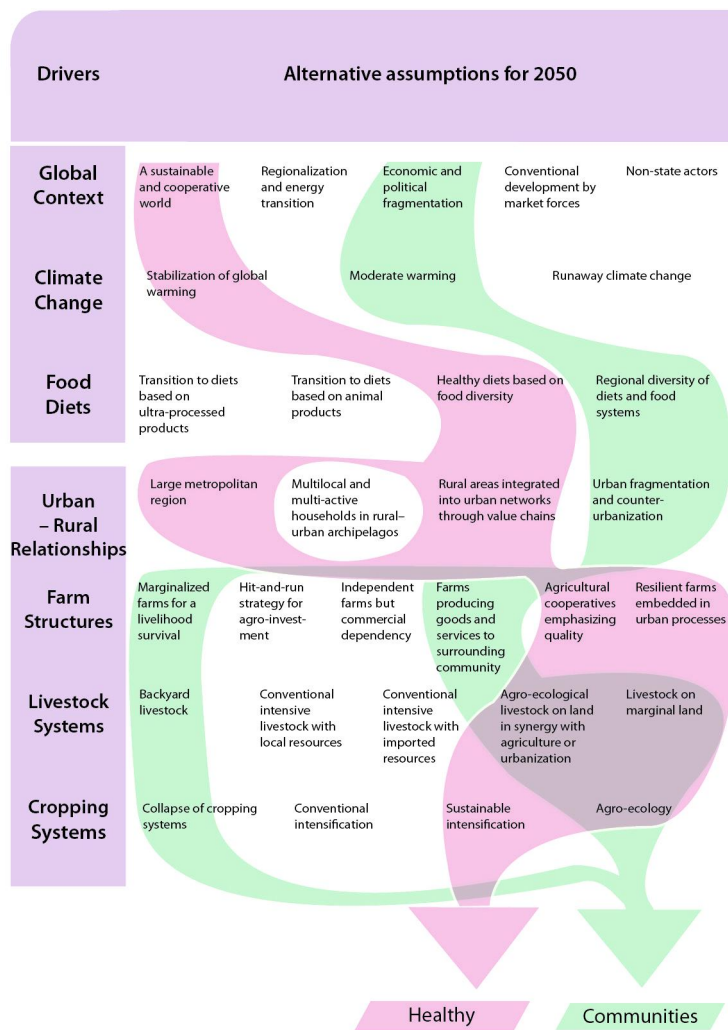 Drivers
Alternative assumptions for 2050
Global
Context
A sustainable
and cooperative
world
Regionalization
and energy
transition
Economic and
political
fragmentation
Conventional
development by
market forces
Non-state actors
Climate
Change
Stabilization of global
warming
Moderate warming
Runaway climate change
Food
Diets
Transition to diets
based on
ultra-processed
products
Transition to diets
based on animal
products
Healthy diets based on
food diversity
Regional diversity of
diets and food
systems
Urban
– Rural
Relationships
Large metropolitan
region
Multilocal and
multi-active
households in rural–
urban archipelagos
Rural areas integrated
into urban networks
through value chains
Urban fragmentation
and counter-
urbanization
Farm
Structures
Marginalized
farms for a
livelihood
survival
Hit-and-run
strategy for
agro-invest-
ment
Independent
farms but
commercial
dependency
Farms
producing
goods and
services to
surrounding
community
Agricultural
cooperatives
emphasizing
quality
Resilient farms
embedded in
urban processes
Livestock
Systems
Backyard
livestock
Conventional
intensive
livestock with
local resources
Conventional
intensive
livestock with
imported
resources
Agro-ecological
livestock on land
in synergy with
agriculture or
urbanization
Livestock on
marginal land
Cropping
Systems
Collapse of cropping
systems
Conventional
intensification
Sustainable
intensification
Agro-ecology
Healthy
Communities